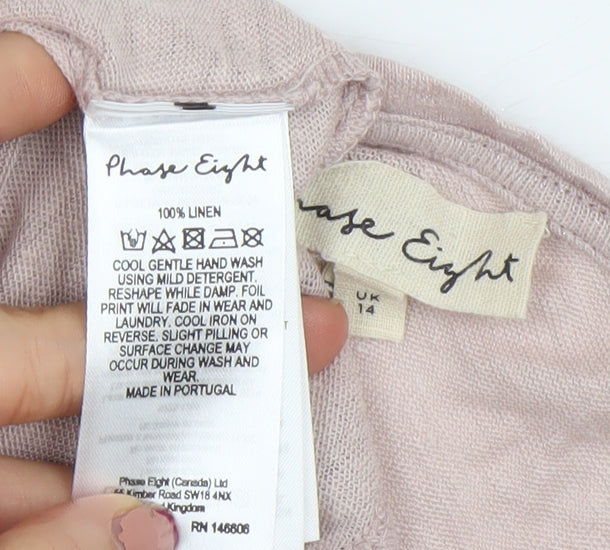 Phase Eight
100% LINEN
COOL GENTLE HAND WASH
USING MILD DETERGENT.
RESHAPE WHILE DAMP. FOIL
PRINT WILL FADE IN WEAR AND
LAUNDRY. COOL IRON ON
REVERSE. SLIGHT PILLING OR
SURFACE CHANGE MAY
OCCUR DURING WASH AND
WEAR.
MADE IN PORTUGAL
Phase Eight (Canada) Ltd
Kimber Road SW18 4NX
RN 146606
Eight
UK
14